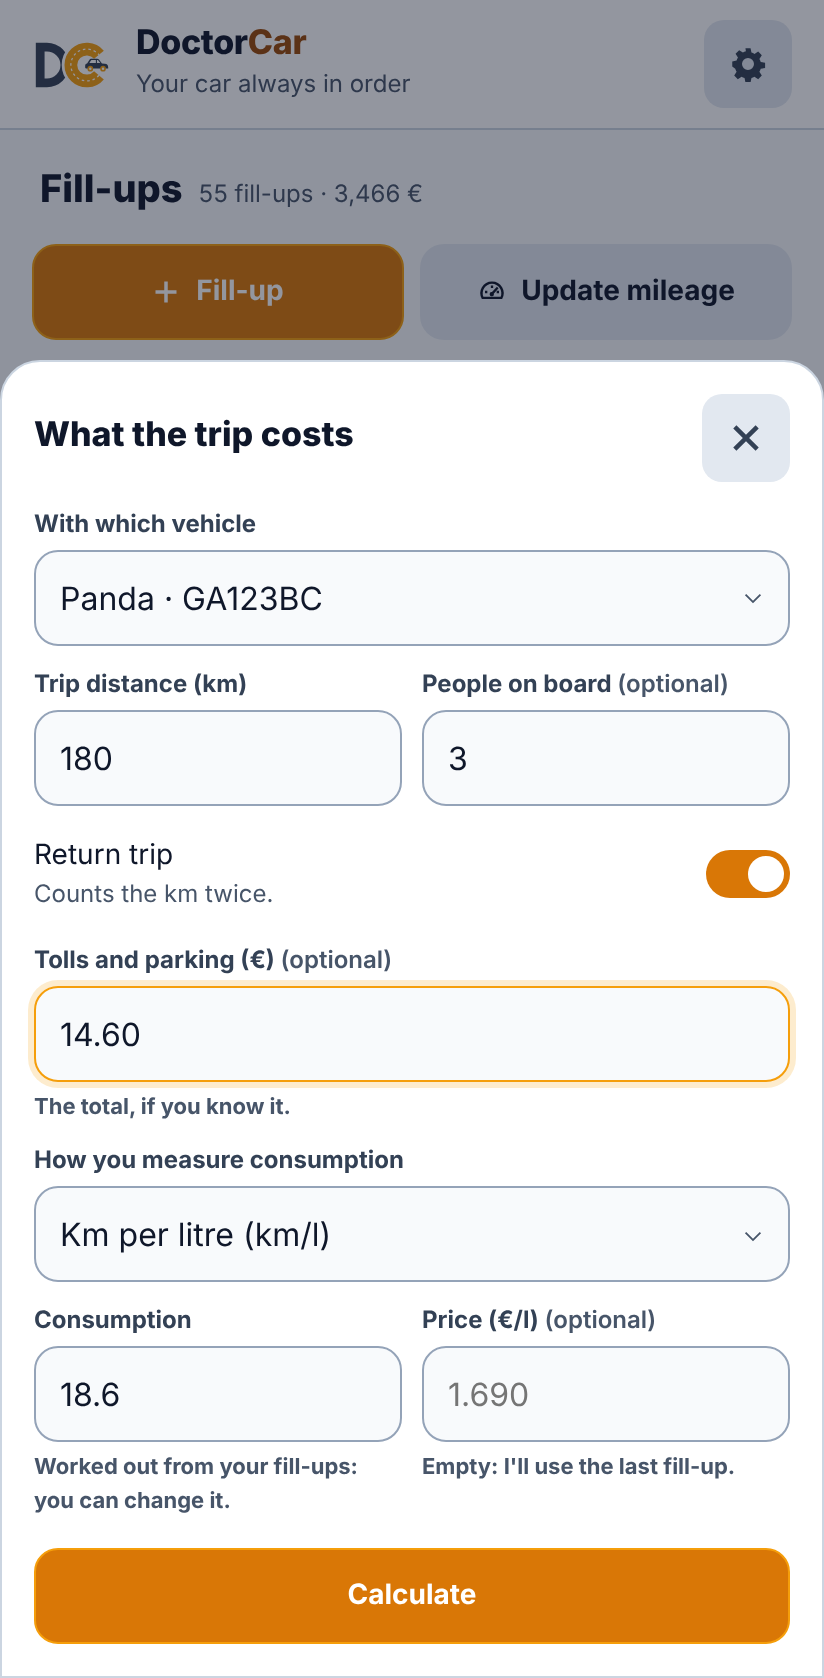 DC
DoctorCar
Your car always in order
Fill-ups 55 fill-ups · 3,466 €
+ Fill-up
Update mileage
What the trip costs
With which vehicle
Panda · GA123BC
Trip distance (km)
People on board (optional)
180
3
Return trip
Counts the km twice.
Tolls and parking (€) (optional)
14.60
The total, if you know it.
How you measure consumption
Km per litre (km/l)
Consumption
Price (€/l) (optional)
18.6
1.690
Worked out from your fill-ups:
you can change it.
Empty: I'll use the last fill-up.
Calculate